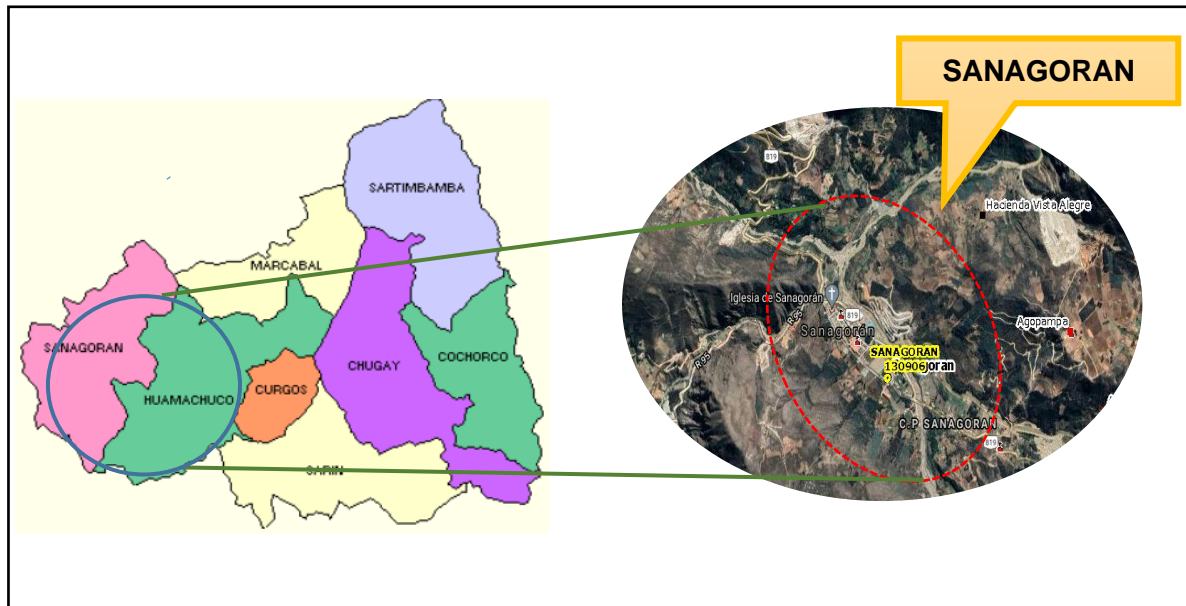 SANAGORAN
SARTIMBAMBA
MARCABAL
SANAGORAN
HUAMACHUCO
CURGOS
CHUGAY
COCHORCO
SARIN
819
Hacienda Vista Alegre
Iglesia de Sanagorán
819
Sanagorán
Agopampa
SANAGORAN
130906
C.P SANAGORAN
819